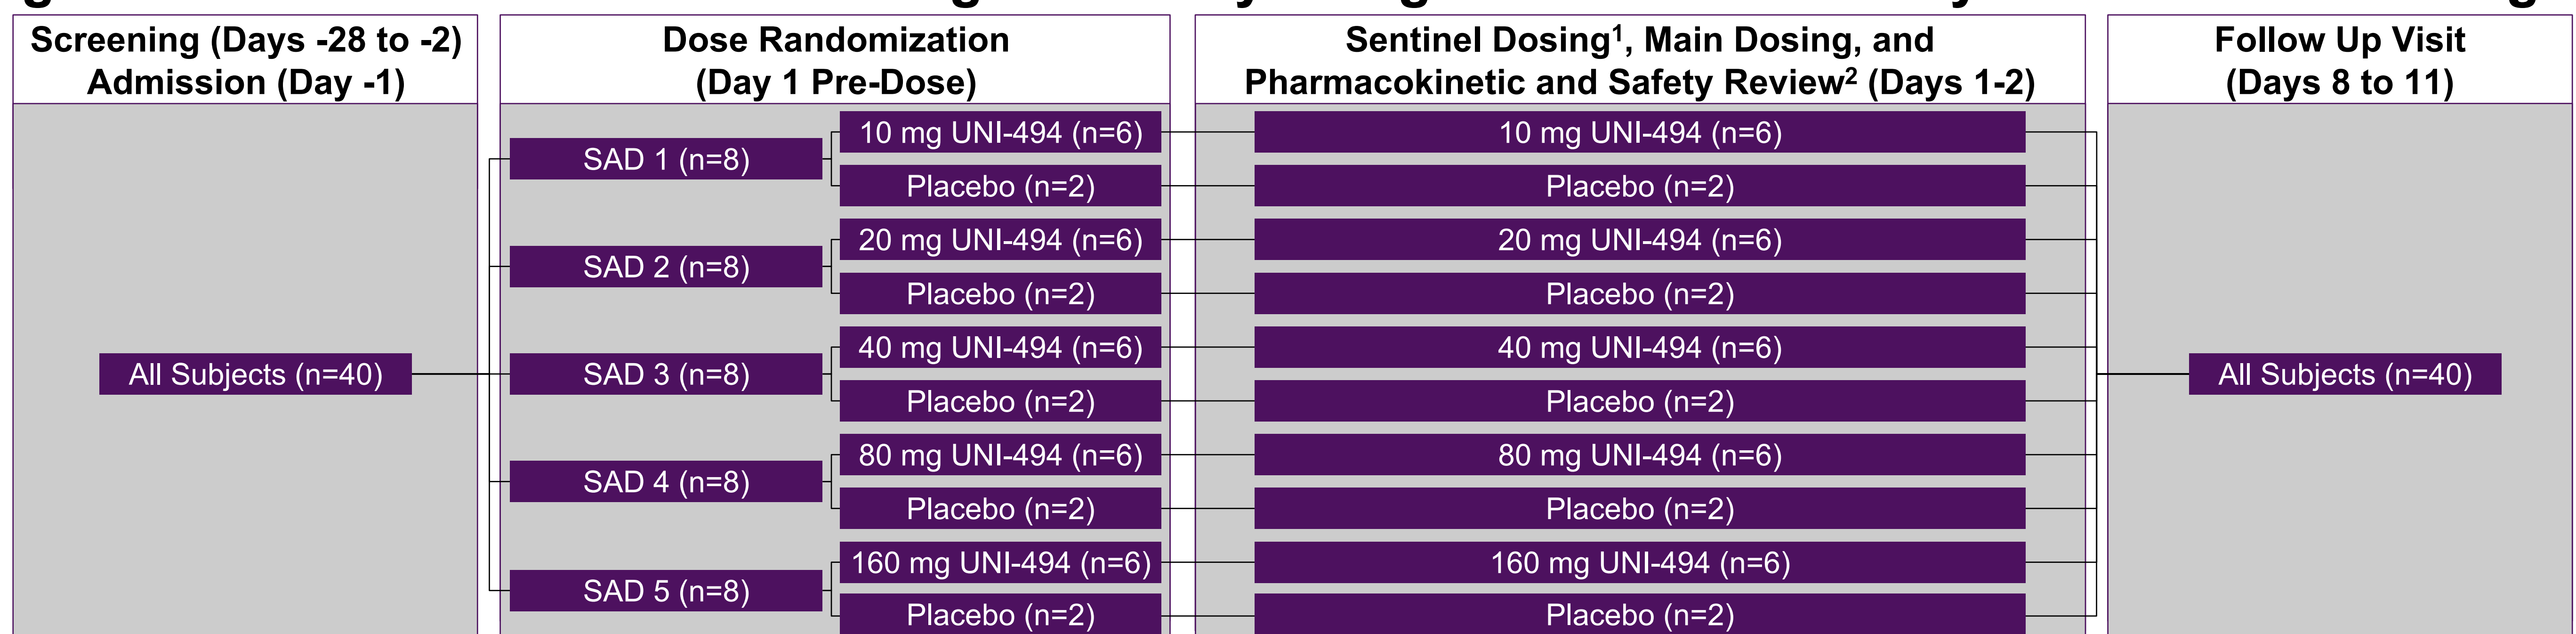 Screening (Days -28 to -2)
Admission (Day -1)
Dose Randomization
(Day 1 Pre-Dose)
Sentinel Dosing¹, Main Dosing, and
Pharmacokinetic and Safety Review² (Days 1-2)
Follow Up Visit
(Days 8 to 11)
All Subjects (n=40)
SAD 1 (n=8)
10 mg UNI-494 (n=6)
Placebo (n=2)
SAD 2 (n=8)
20 mg UNI-494 (n=6)
Placebo (n=2)
SAD 3 (n=8)
40 mg UNI-494 (n=6)
Placebo (n=2)
SAD 4 (n=8)
80 mg UNI-494 (n=6)
Placebo (n=2)
SAD 5 (n=8)
160 mg UNI-494 (n=6)
Placebo (n=2)
10 mg UNI-494 (n=6)
Placebo (n=2)
20 mg UNI-494 (n=6)
Placebo (n=2)
40 mg UNI-494 (n=6)
Placebo (n=2)
80 mg UNI-494 (n=6)
Placebo (n=2)
160 mg UNI-494 (n=6)
Placebo (n=2)
All Subjects (n=40)